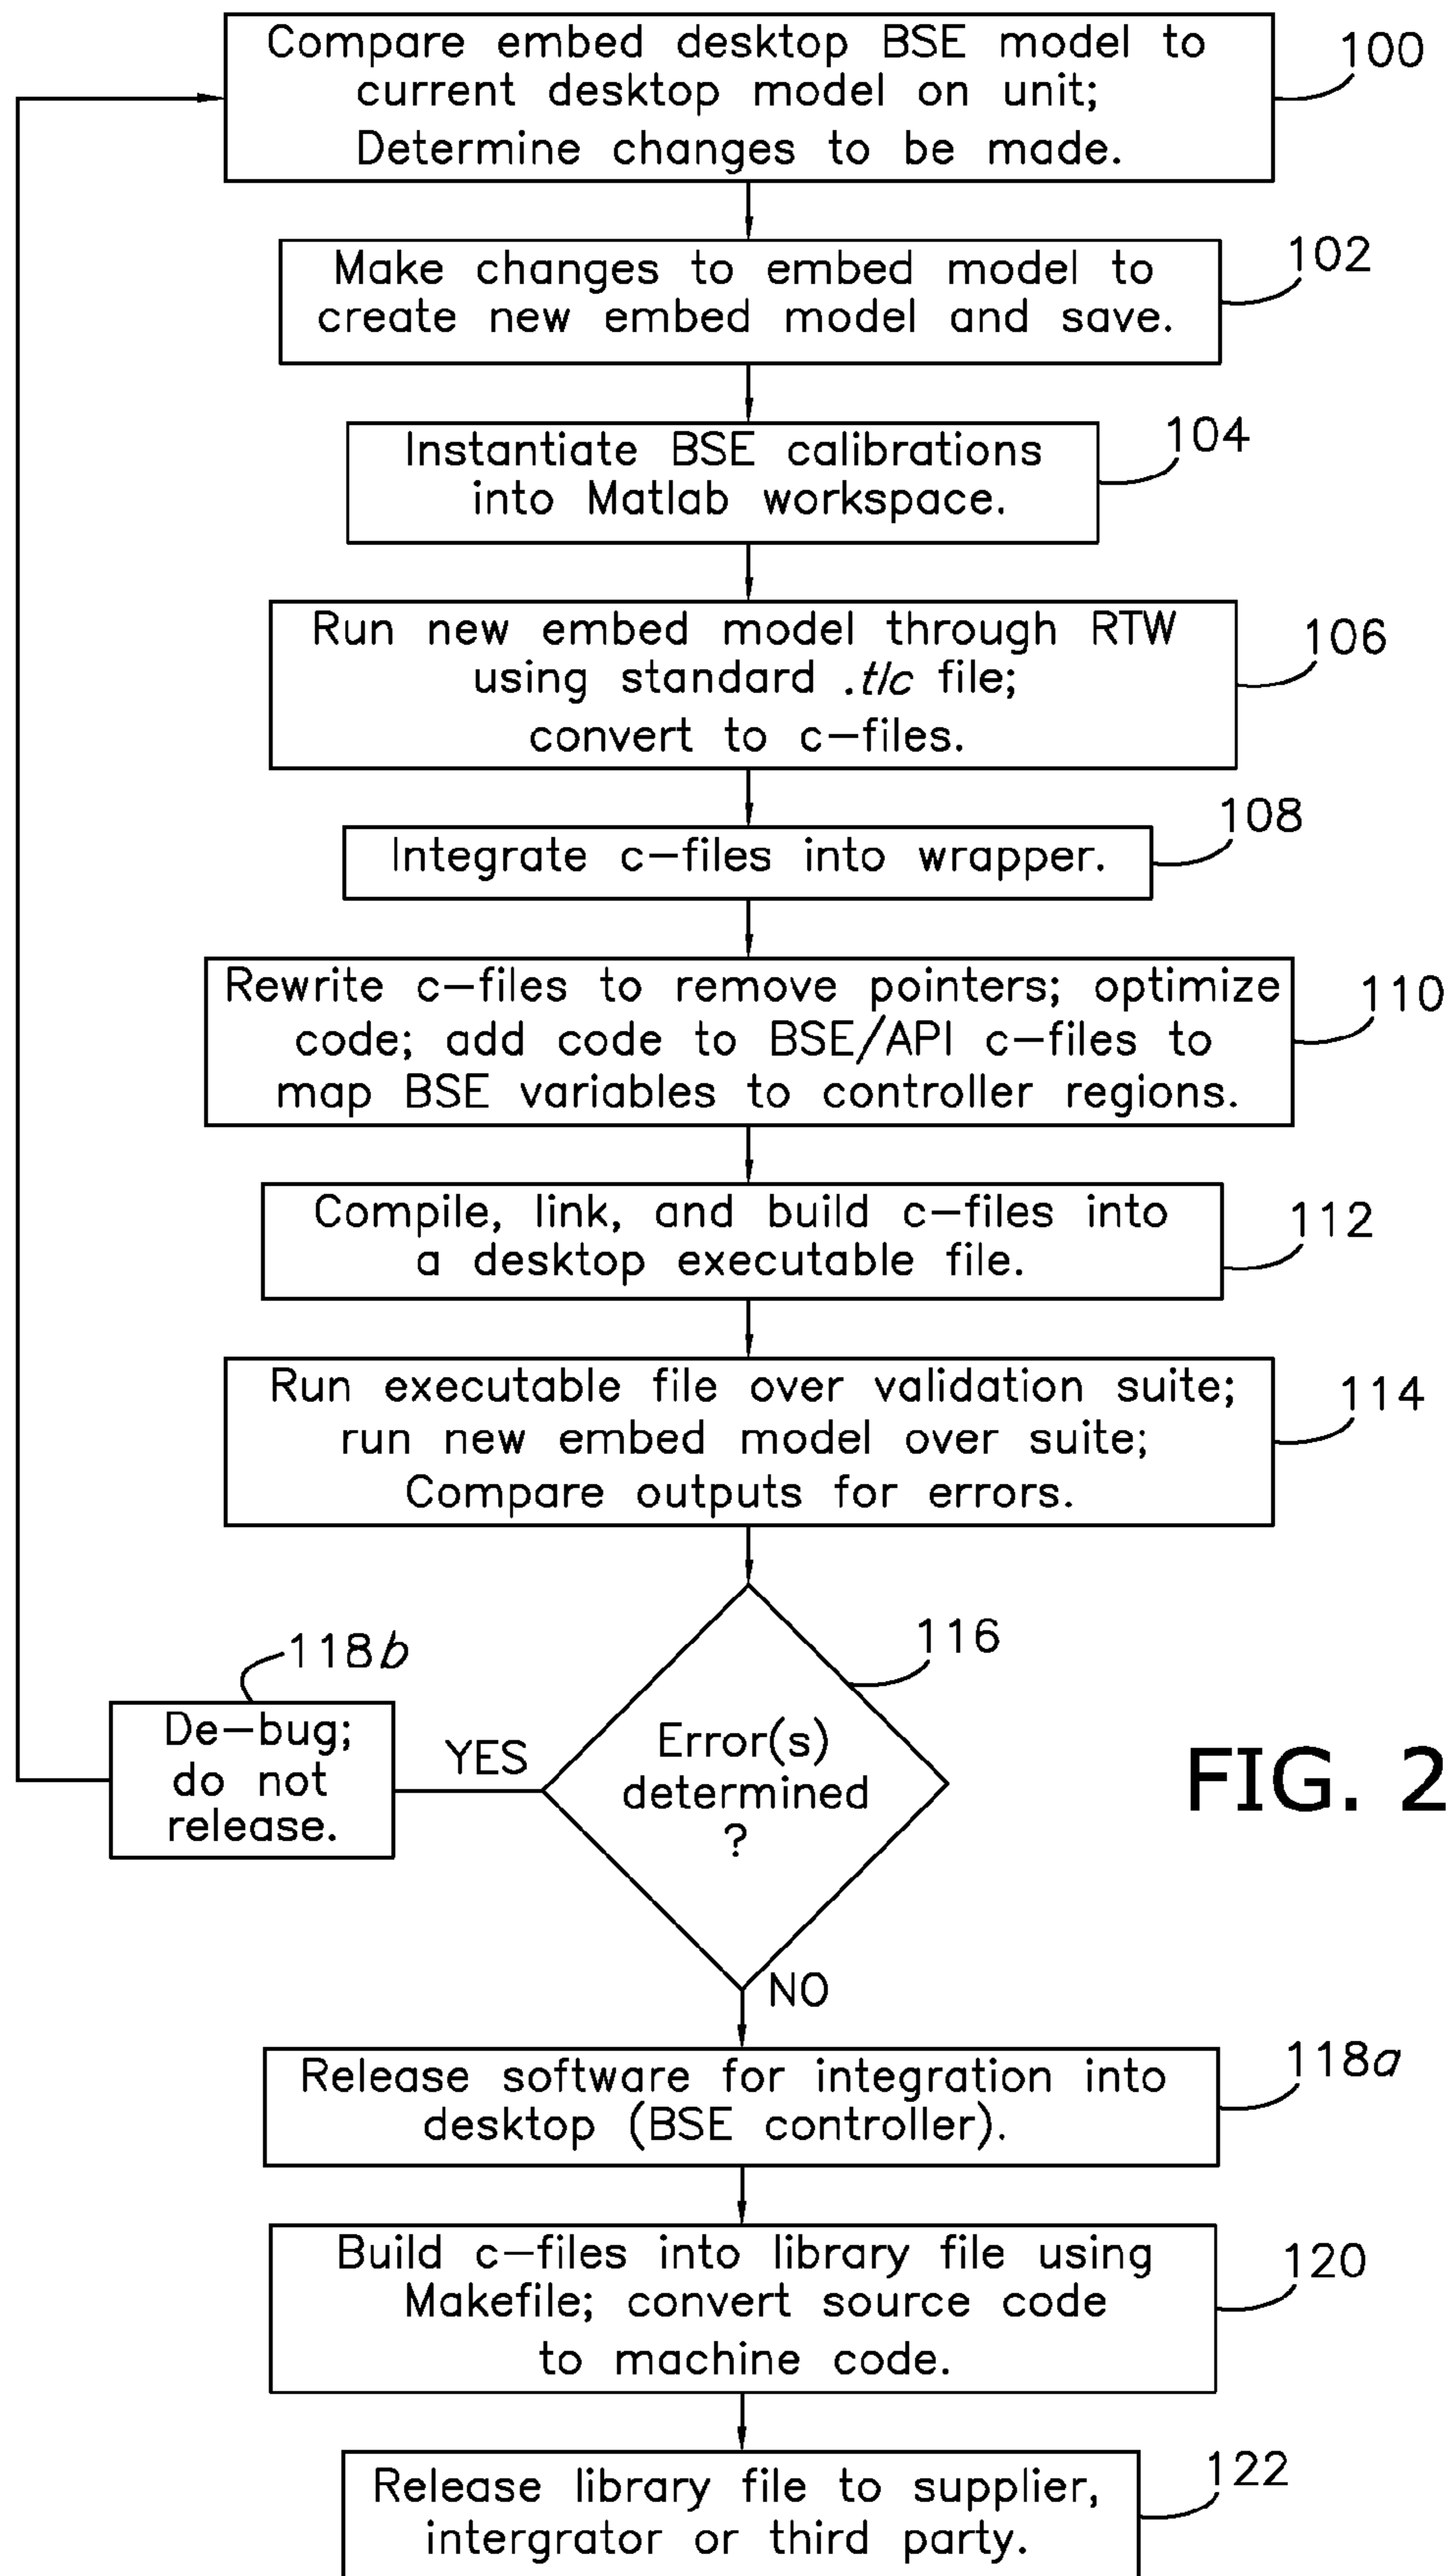 Compare embed desktop BSE model to
current desktop model on unit;
Determine changes to be made.
100
Make changes to embed model to
create new embed model and save.
102
Instantiate BSE calibrations
into Matlab workspace.
104
Run new embed model through RTW
using standard .tlc file;
convert to c-files.
106
Integrate c-files into wrapper.
108
Rewrite c-files to remove pointers; optimize
code; add code to BSE/API c-files to
map BSE variables to controller regions.
110
Compile, link, and build c-files into
a desktop executable file.
112
Run executable file over validation suite;
run new embed model over suite;
Compare outputs for errors.
114
Error(s)
determined
?
116
YES
De-bug;
do not
release.
118b
FIG. 2
NO
Release software for integration into
desktop (BSE controller).
118a
Build c-files into library file using
Makefile; convert source code
to machine code.
120
Release library file to supplier,
intergrator or third party.
122